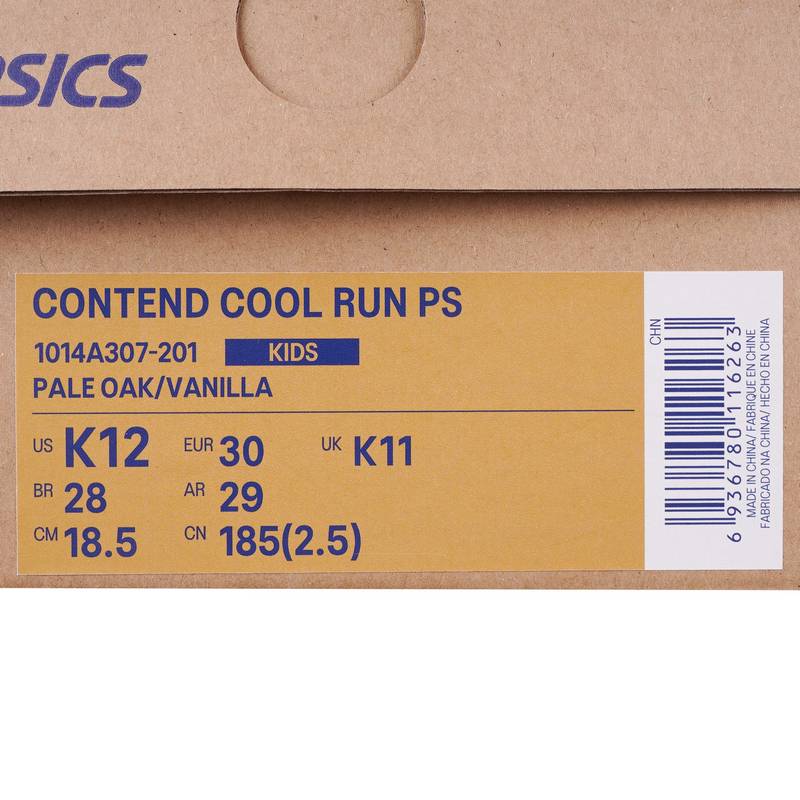 SICS
CONTEND COOL RUN PS
1014A307-201 KIDS
PALE OAK/VANILLA
US K12 EUR 30 UK K11
BR 28 AR 29
CM 18.5 CN 185(2.5)
CHN
6 936780 116263
MADE IN CHINA/ FABRIQUE EN CHINE
FABRICADO NA CHINA/ HECHO EN CHINA